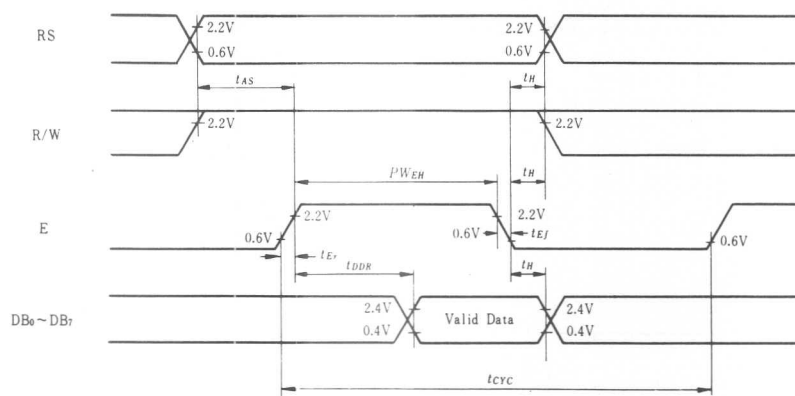 RS
2.2V
0.6V
2.2V
0.6V
tAS
tH
R/W
2.2V
2.2V
PWEH
tH
E
2.2V
0.6V
2.2V
0.6V
tEf
0.6V
tEr
tDDR
tH
DB0～DB7
2.4V
0.4V
Valid Data
2.4V
0.4V
tCYC